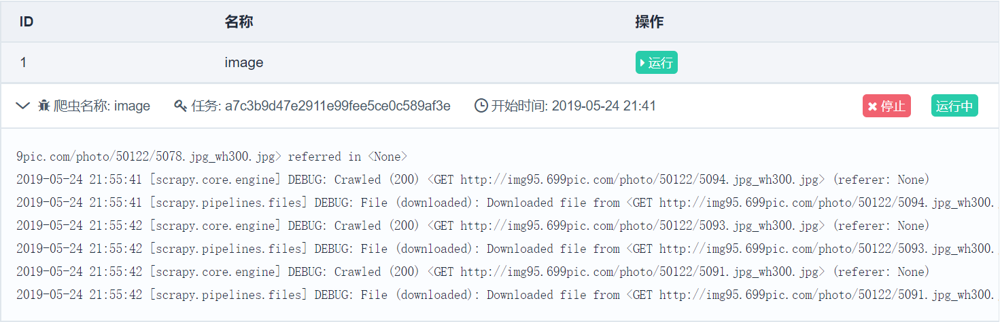 ID 名称 操作
1 image 运行
爬虫名称: image 任务: a7c3b9d47e2911e99fee5ce0c589af3e 开始时间: 2019-05-24 21:41 停止 运行中
9pic.com/photo/50122/5078.jpg_wh300.jpg> referred in <None>
2019-05-24 21:55:41 [scrapy.core.engine] DEBUG: Crawled (200) <GET http://img95.699pic.com/photo/50122/5094.jpg_wh300.jpg> (referer: None)
2019-05-24 21:55:41 [scrapy.pipelines.files] DEBUG: File (downloaded): Downloaded file from <GET http://img95.699pic.com/photo/50122/5094.jpg_wh300.
2019-05-24 21:55:42 [scrapy.core.engine] DEBUG: Crawled (200) <GET http://img95.699pic.com/photo/50122/5093.jpg_wh300.jpg> (referer: None)
2019-05-24 21:55:42 [scrapy.pipelines.files] DEBUG: File (downloaded): Downloaded file from <GET http://img95.699pic.com/photo/50122/5093.jpg_wh300.
2019-05-24 21:55:42 [scrapy.core.engine] DEBUG: Crawled (200) <GET http://img95.699pic.com/photo/50122/5091.jpg_wh300.jpg> (referer: None)
2019-05-24 21:55:42 [scrapy.pipelines.files] DEBUG: File (downloaded): Downloaded file from <GET http://img95.699pic.com/photo/50122/5091.jpg_wh300.